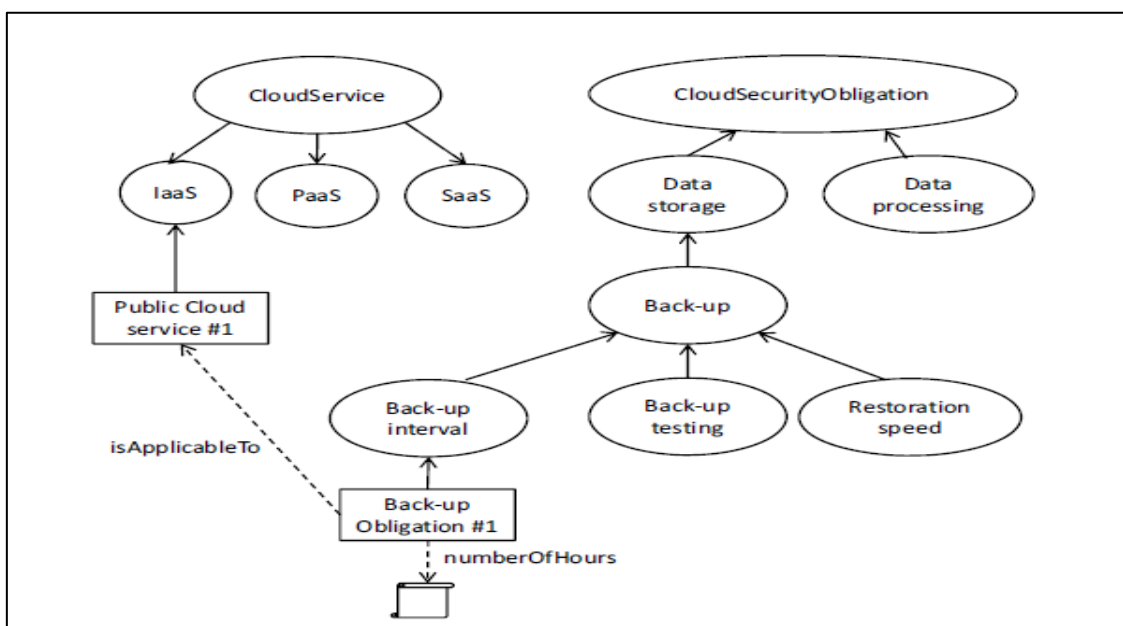 CloudService
CloudSecurityObligation
IaaS
PaaS
SaaS
Data
storage
Data
processing
Public Cloud
service #1
Back-up
Back-up
interval
Back-up
testing
Restoration
speed
isApplicableTo
Back-up
Obligation #1
numberOfHours